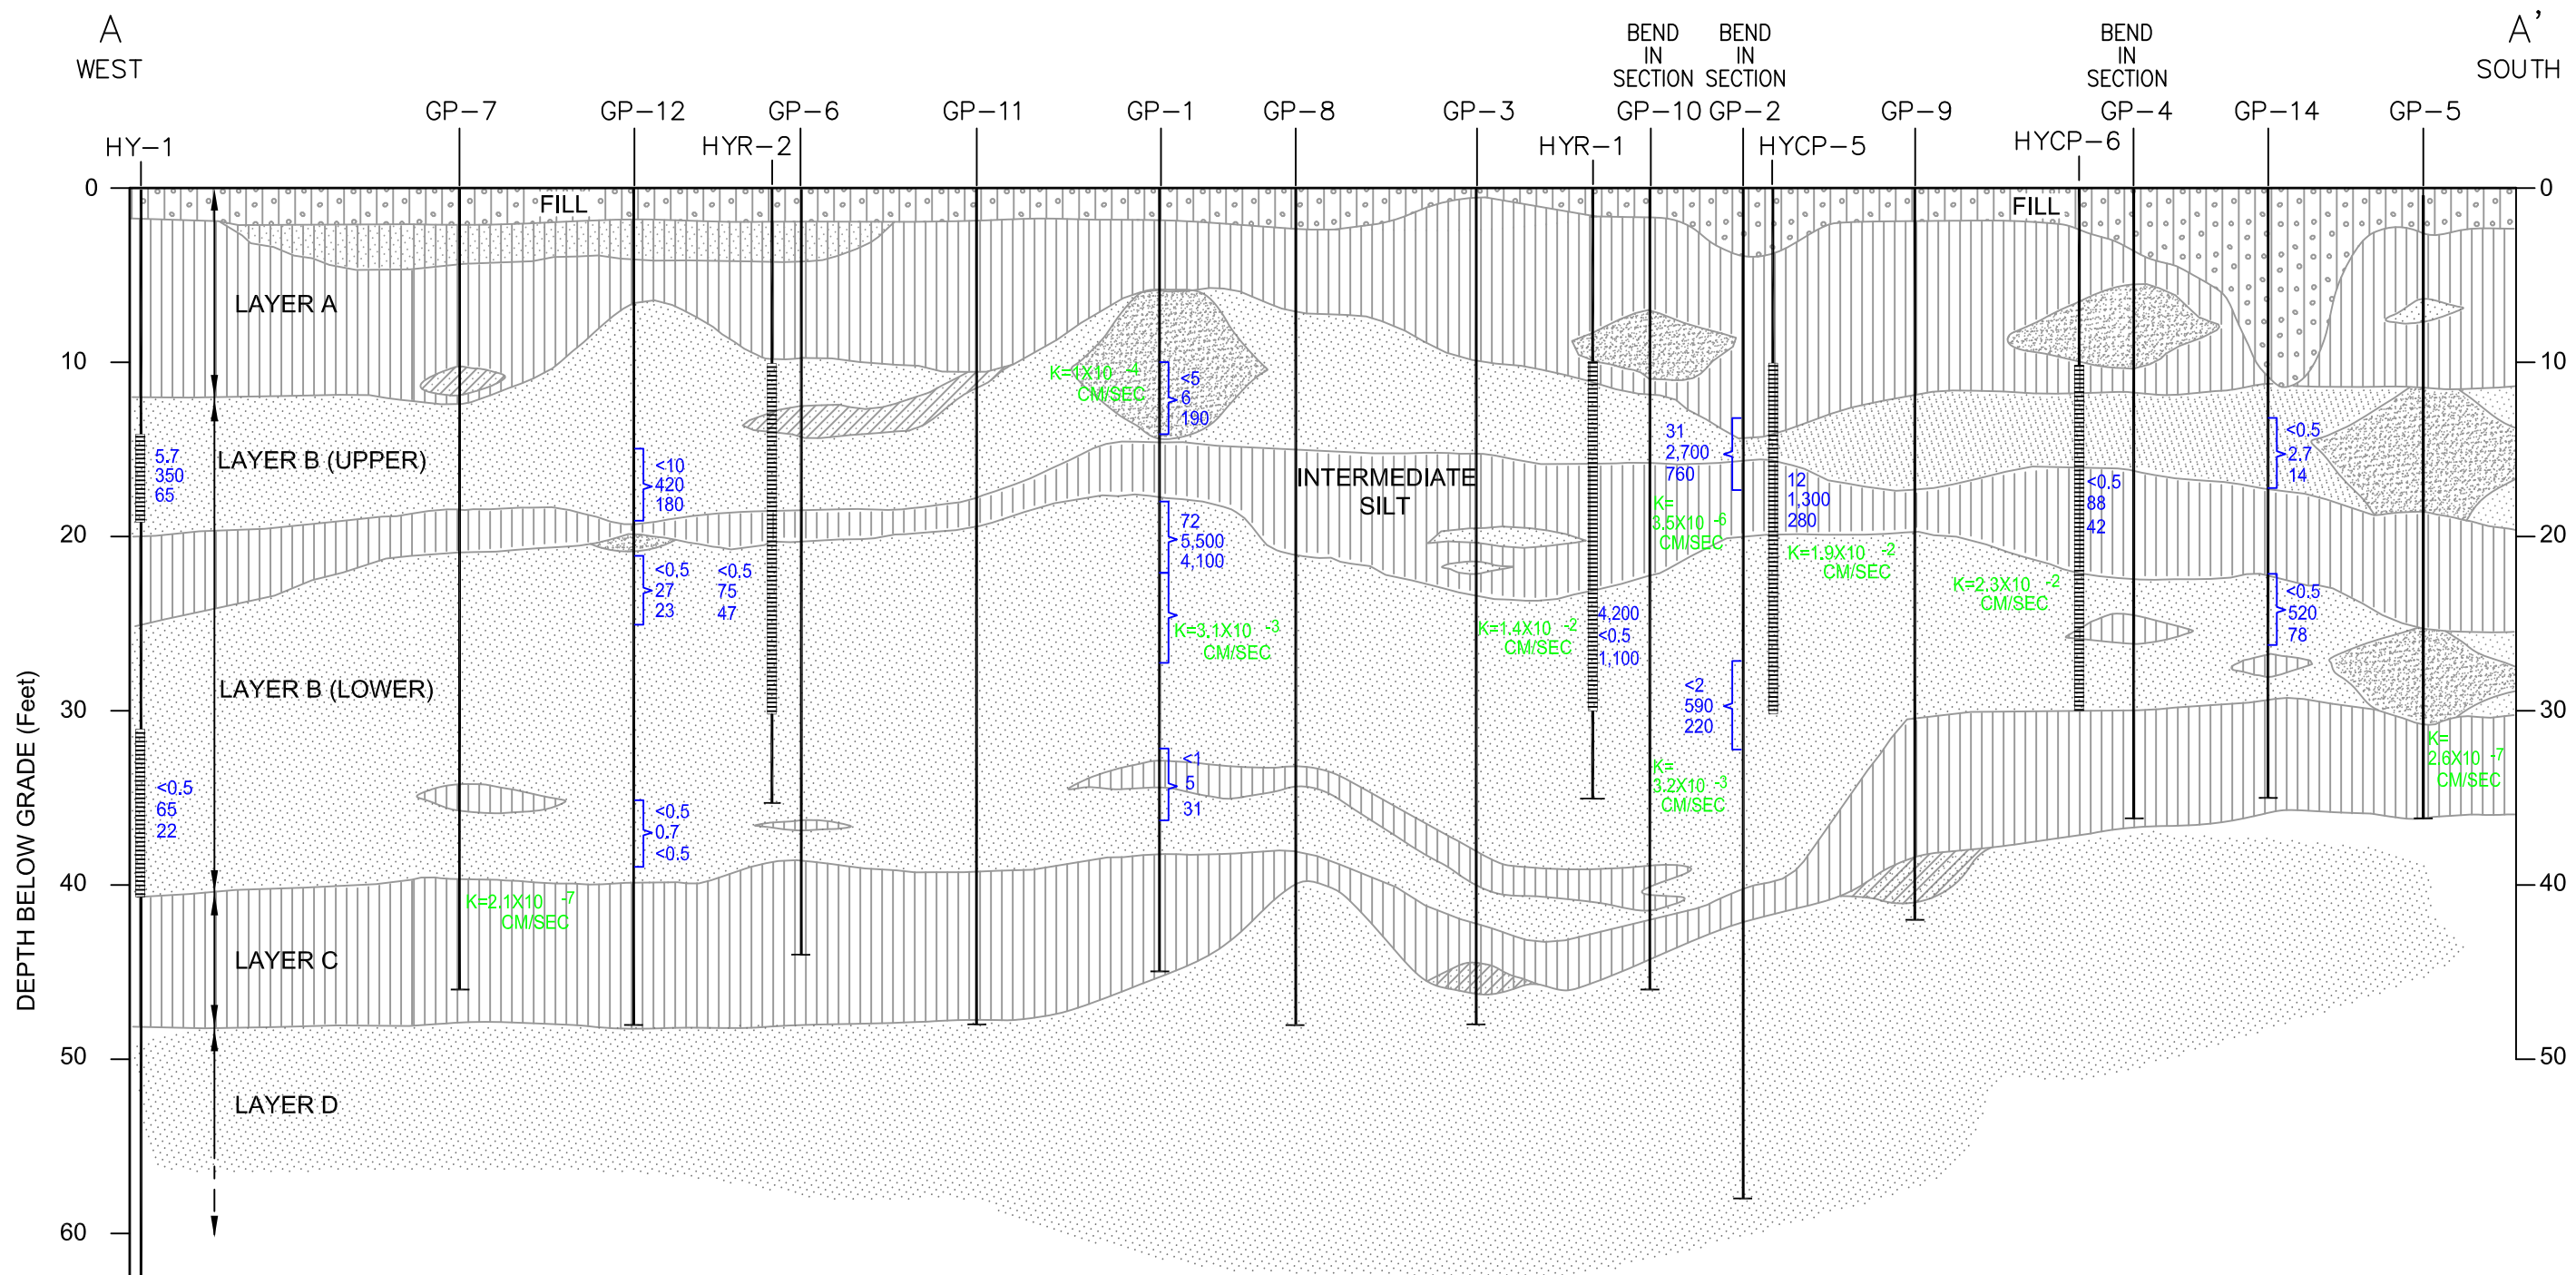 A
WEST
BEND
IN
SECTION
BEND
IN
SECTION
BEND
IN
SECTION
A'
SOUTH
HY-1
GP-7
GP-12
HYR-2
GP-6
GP-11
GP-1
GP-8
GP-3
HYR-1
GP-10
GP-2
HYCP-5
GP-9
HYCP-6
GP-4
GP-14
GP-5
0
10
20
30
40
50
60
DEPTH BELOW GRADE (Feet)
0
10
20
30
40
50
FILL
FILL
LAYER A
LAYER B (UPPER)
LAYER B (LOWER)
LAYER C
LAYER D
INTERMEDIATE
SILT
5.7
350
65
<0.5
65
22
K=2.1X10 -7
CM/SEC
<10
420
180
<0.5
27
23
<0.5
0.7
<0.5
<0.5
75
47
K=1X10 -4
CM/SEC
<5
6
190
72
5,500
4,100
K=3.1X10 -3
CM/SEC
<1
5
31
K=1.4X10 -2
CM/SEC
4,200
<0.5
1,100
31
2,700
760
K=
3.5X10 -6
CM/SEC
<2
590
220
K=
3.2X10 -3
CM/SEC
12
1,300
280
K=1.9X10 -2
CM/SEC
K=2.3X10 -2
CM/SEC
<0.5
88
42
<0.5
2.7
14
<0.5
520
78
K=
2.6X10 -7
CM/SEC